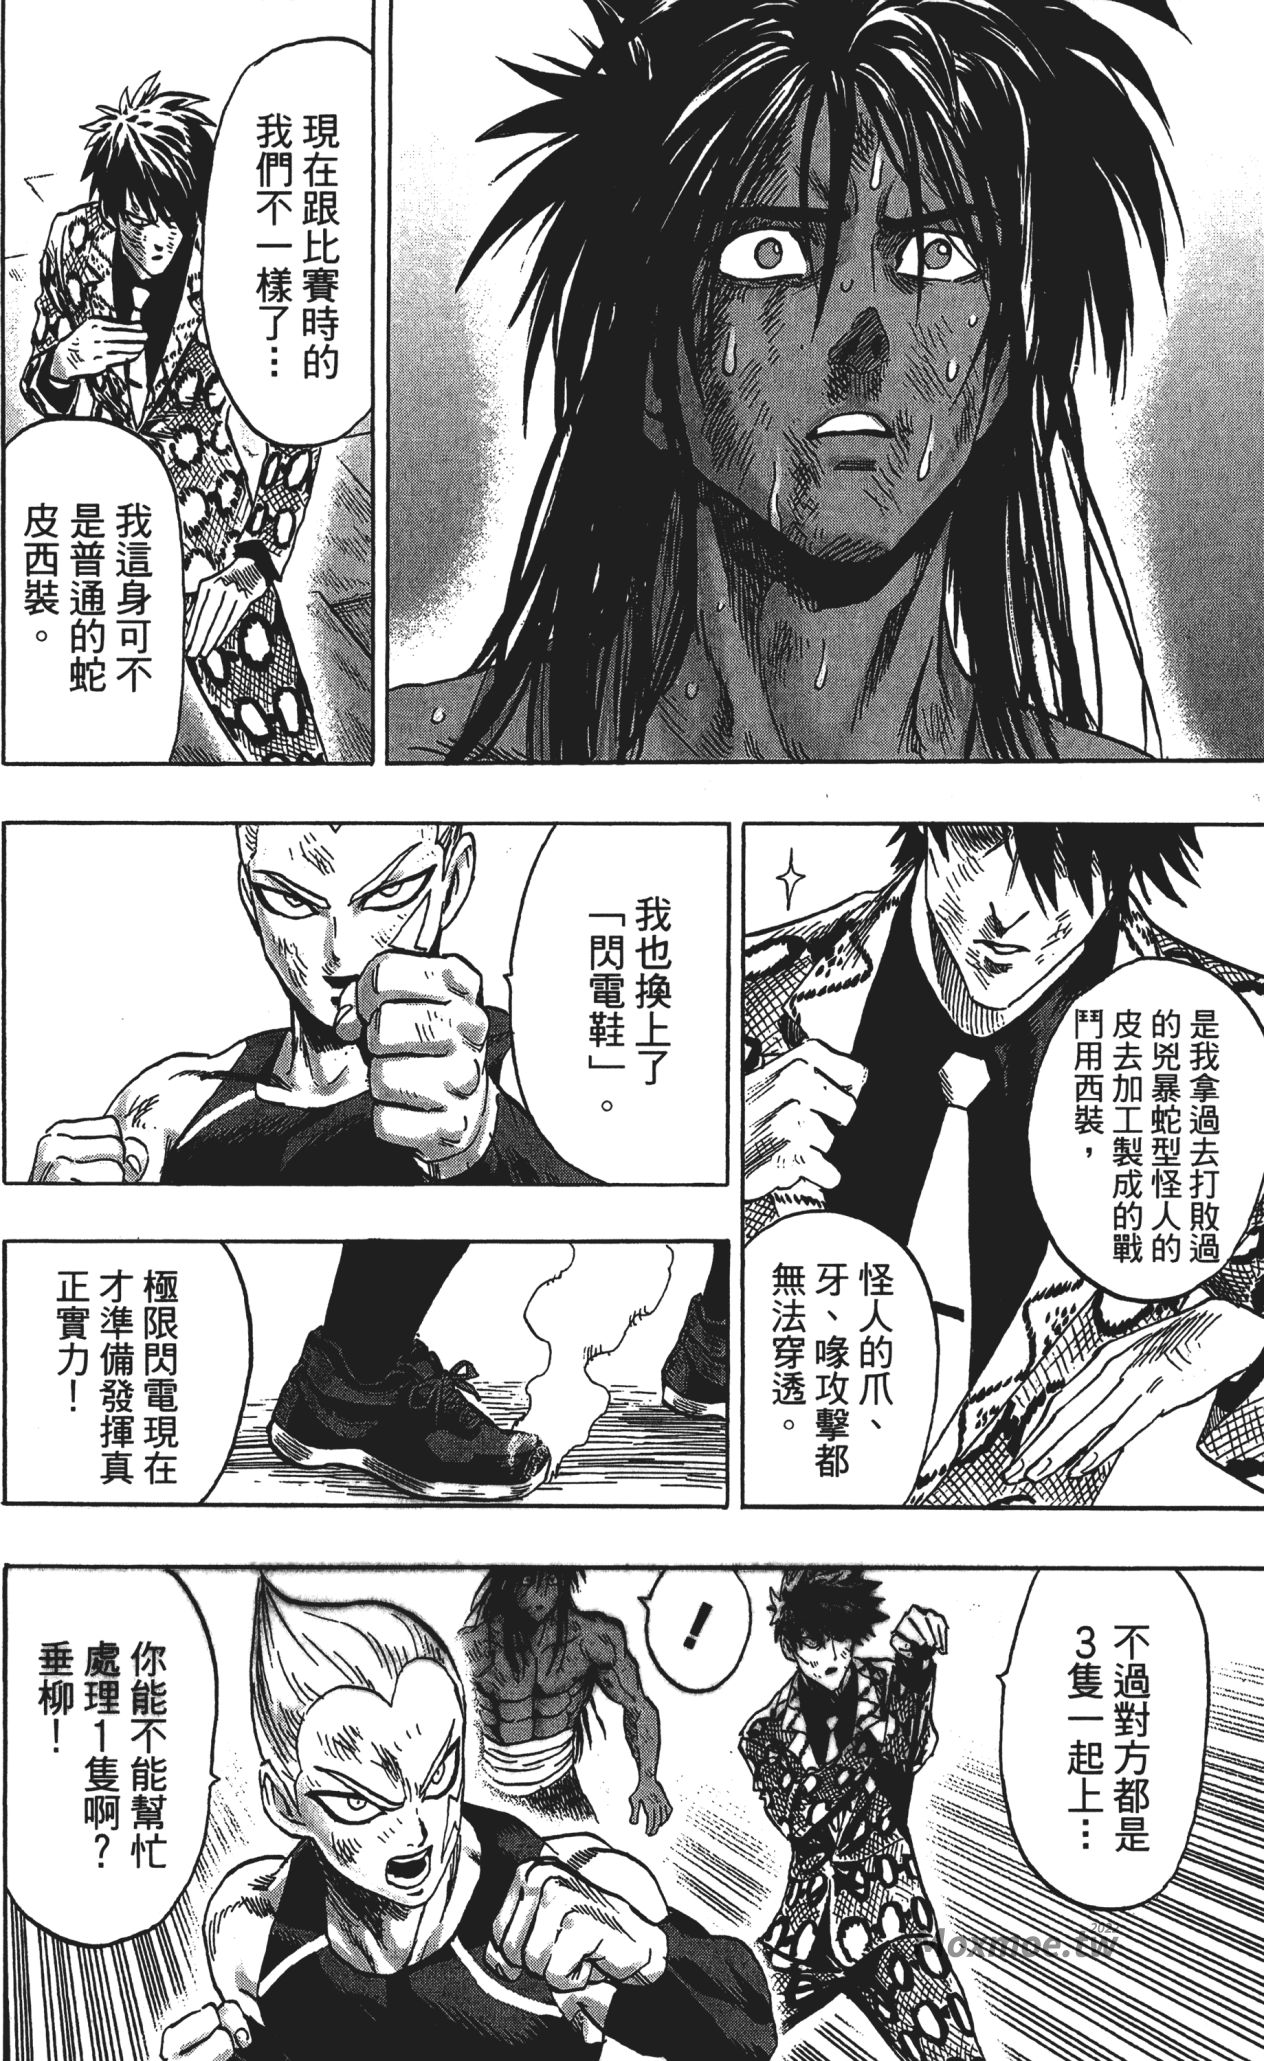 現在跟比賽時的
我們不一樣了…
我這身可不
是普通的蛇
皮西裝。
是我拿過去打敗過
的兇暴蛇型怪人的
皮去加工製成的戰
鬥用西裝，
怪人的爪、
牙、喙攻擊都
無法穿透。
我也換上了
「閃電鞋」。
極限閃電現在
才準備發揮真
正實力！
不過對方都是
3隻一起上…
！
你能不能幫忙
處理1隻啊？
垂柳！
2022
Moxmoe.tw